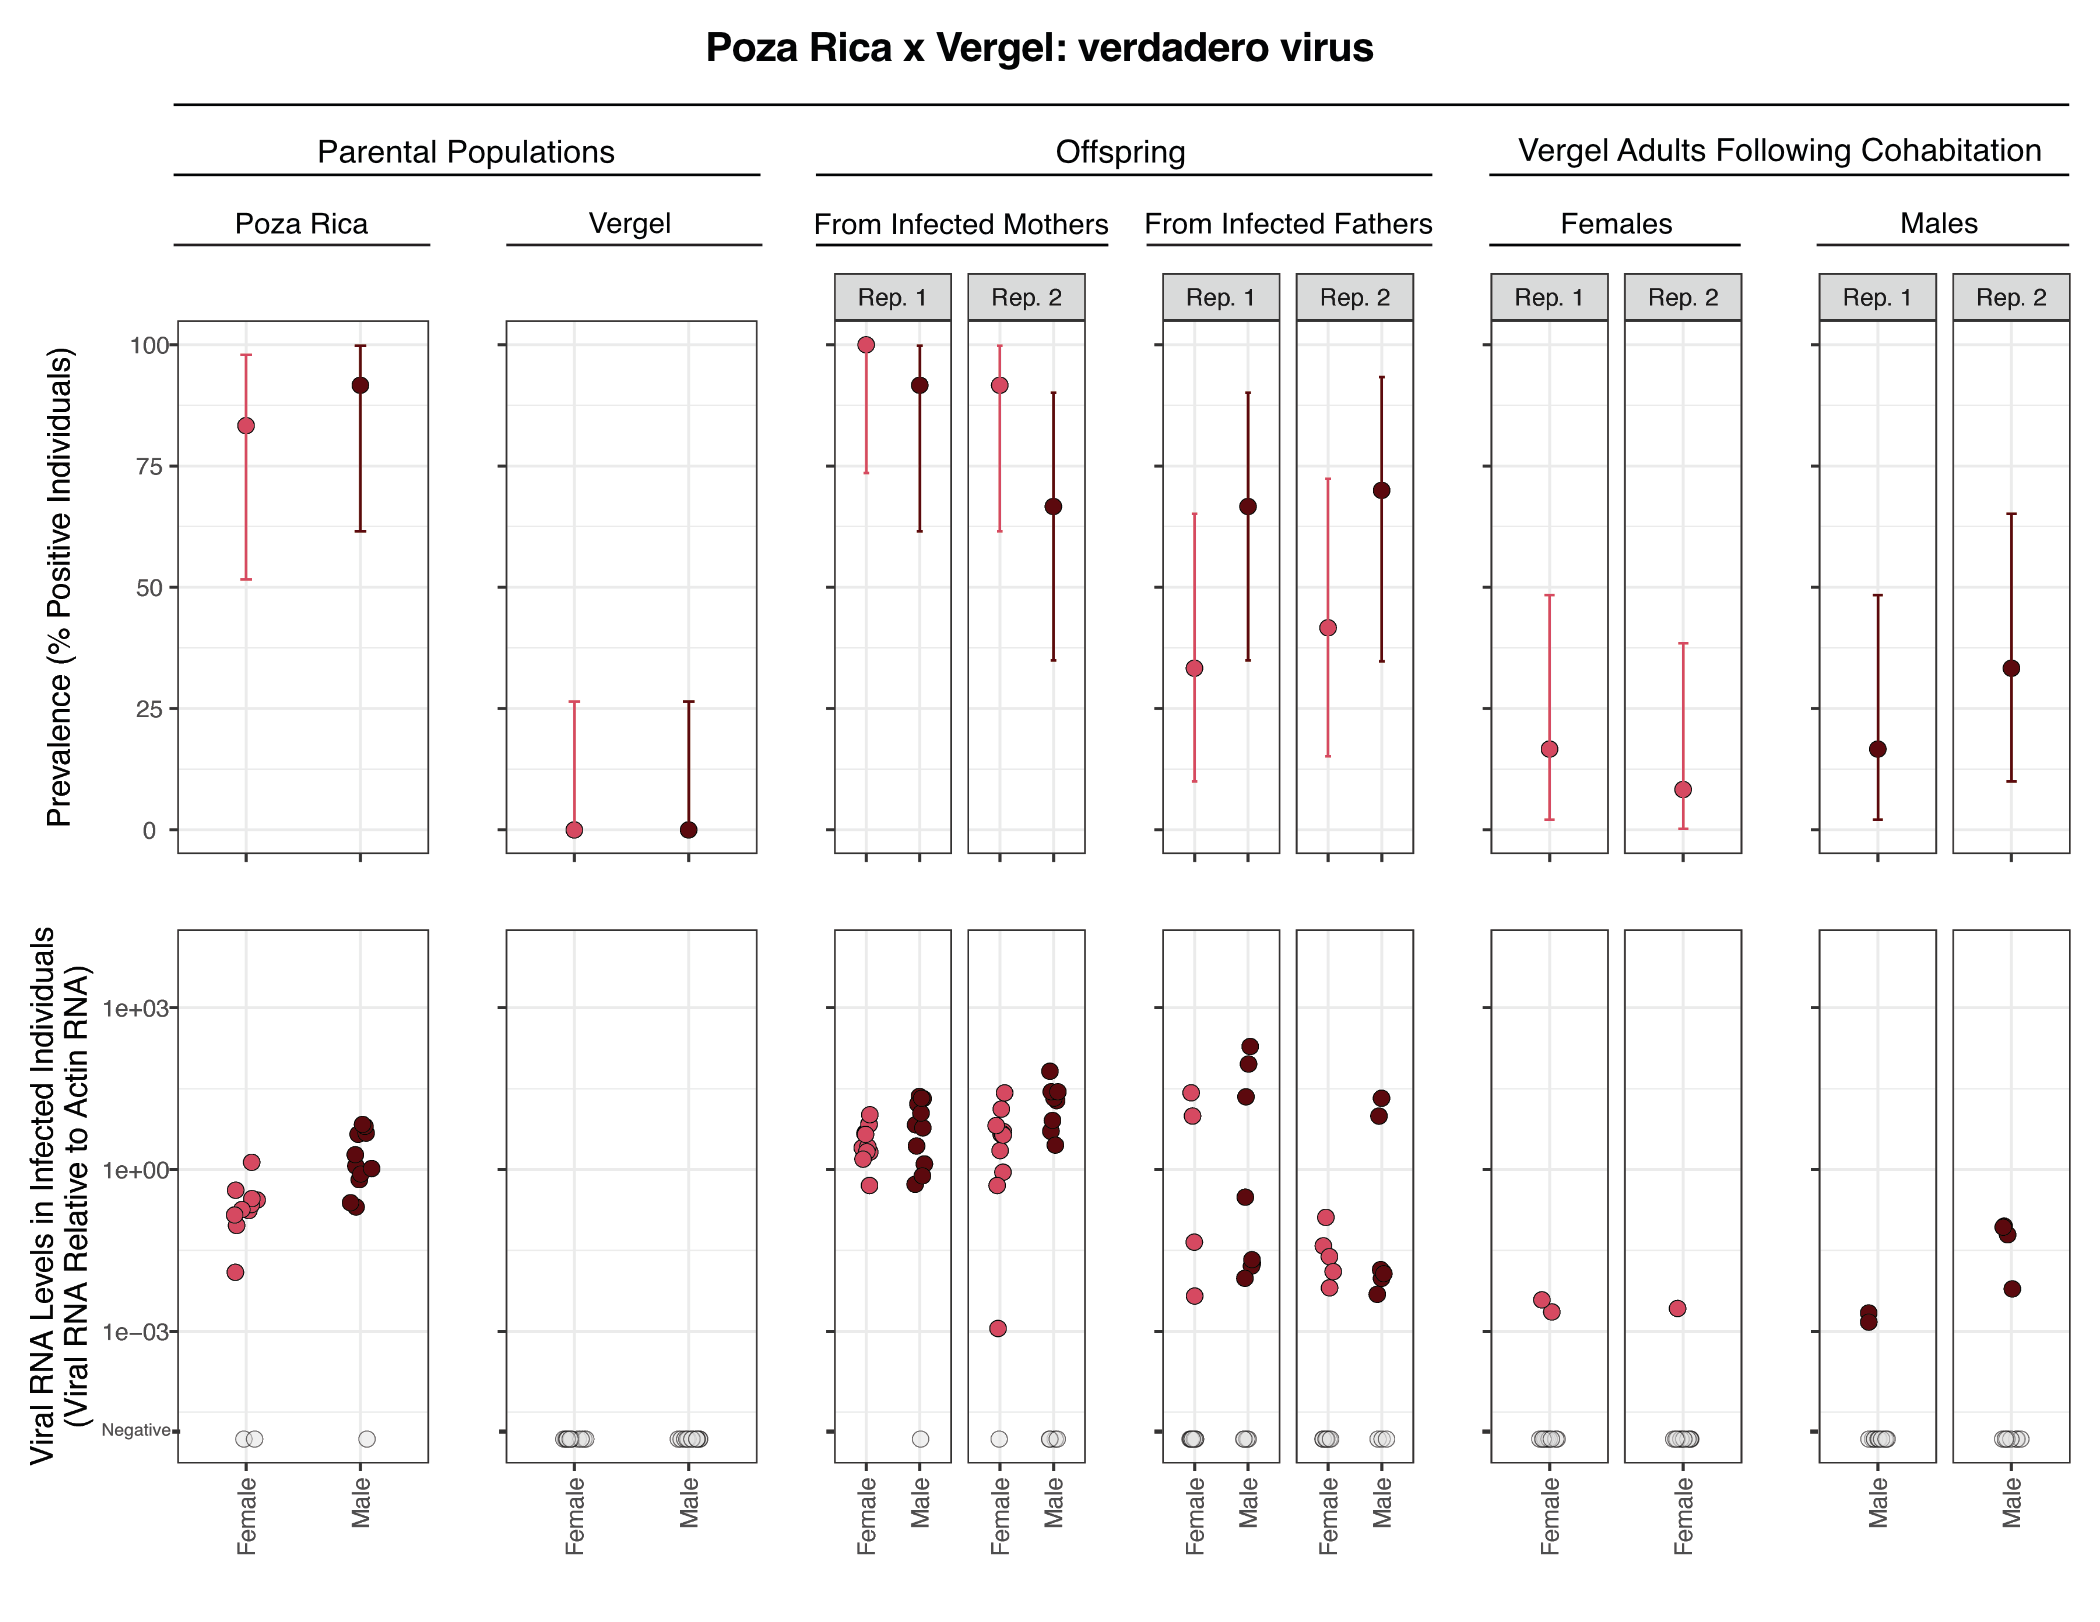 Poza Rica x Vergel: verdadero virus
Parental Populations
Offspring
Vergel Adults Following Cohabitation
Poza Rica
Vergel
From Infected Mothers
From Infected Fathers
Females
Males
Rep. 1
Rep. 2
Rep. 1
Rep. 2
Rep. 1
Rep. 2
Rep. 1
Rep. 2
Prevalence (% Positive Individuals)
100
75
50
25
0
Viral RNA Levels in Infected Individuals
(Viral RNA Relative to Actin RNA)
1e+03
1e+00
1e−03
Negative
Female
Male
Female
Male
Female
Male
Female
Male
Female
Male
Female
Male
Female
Female
Male
Male